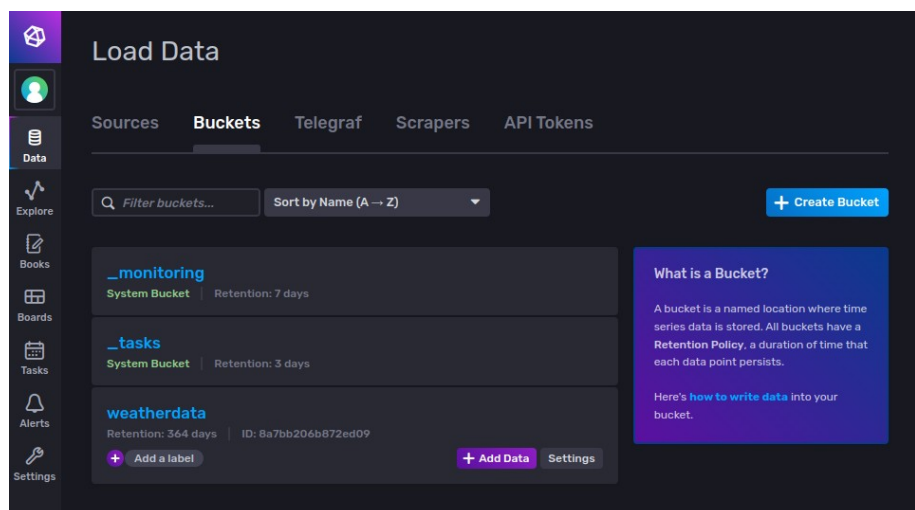 Load Data
Sources Buckets Telegraf Scrapers API Tokens
Data
Explore
Books
Boards
Tasks
Alerts
Settings
Filter buckets...
Sort by Name (A → Z)
+ Create Bucket
_monitoring
System Bucket Retention: 7 days
_tasks
System Bucket Retention: 3 days
weatherdata
Retention: 364 days ID: 8a7bb206b872ed09
+ Add a label
+ Add Data Settings
What is a Bucket?
A bucket is a named location where time
series data is stored. All buckets have a
Retention Policy, a duration of time that
each data point persists.
Here's how to write data into your
bucket.